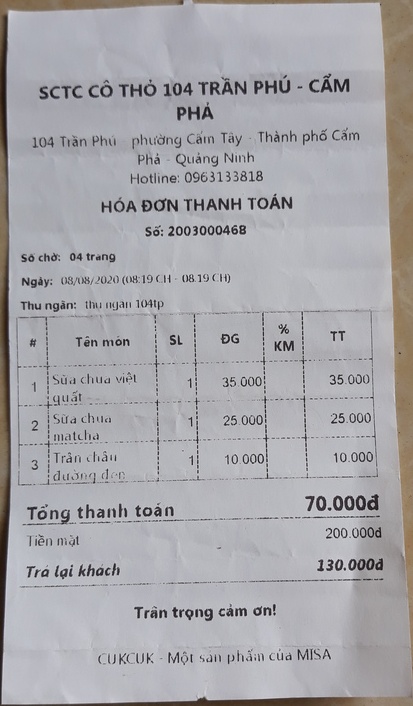 SCTC CÔ THỎ 104 TRẦN PHÚ - CẨM
PHẢ
104 Trần Phú - phường Cẩm Tây - Thành phố Cẩm
Phả - Quảng Ninh
Hotline: 0963133818
HÓA ĐƠN THANH TOÁN
Số: 2003000468
Số chờ: 04 trang
Ngày: 08/08/2020 (08:19 CH - 08:19 CH)
Thu ngân: thu ngân 104tp
# Tên món SL ĐG % KM TT
1 Sữa chua việt quất 1 35.000 35.000
2 Sữa chua matcha 1 25.000 25.000
3 Trân châu đường đen 1 10.000 10.000
Tổng thanh toán 70.000đ
Tiền mặt 200.000đ
Trả lại khách 130.000đ
Trân trọng cảm ơn!
CUKCUK - Một sản phẩm của MISA